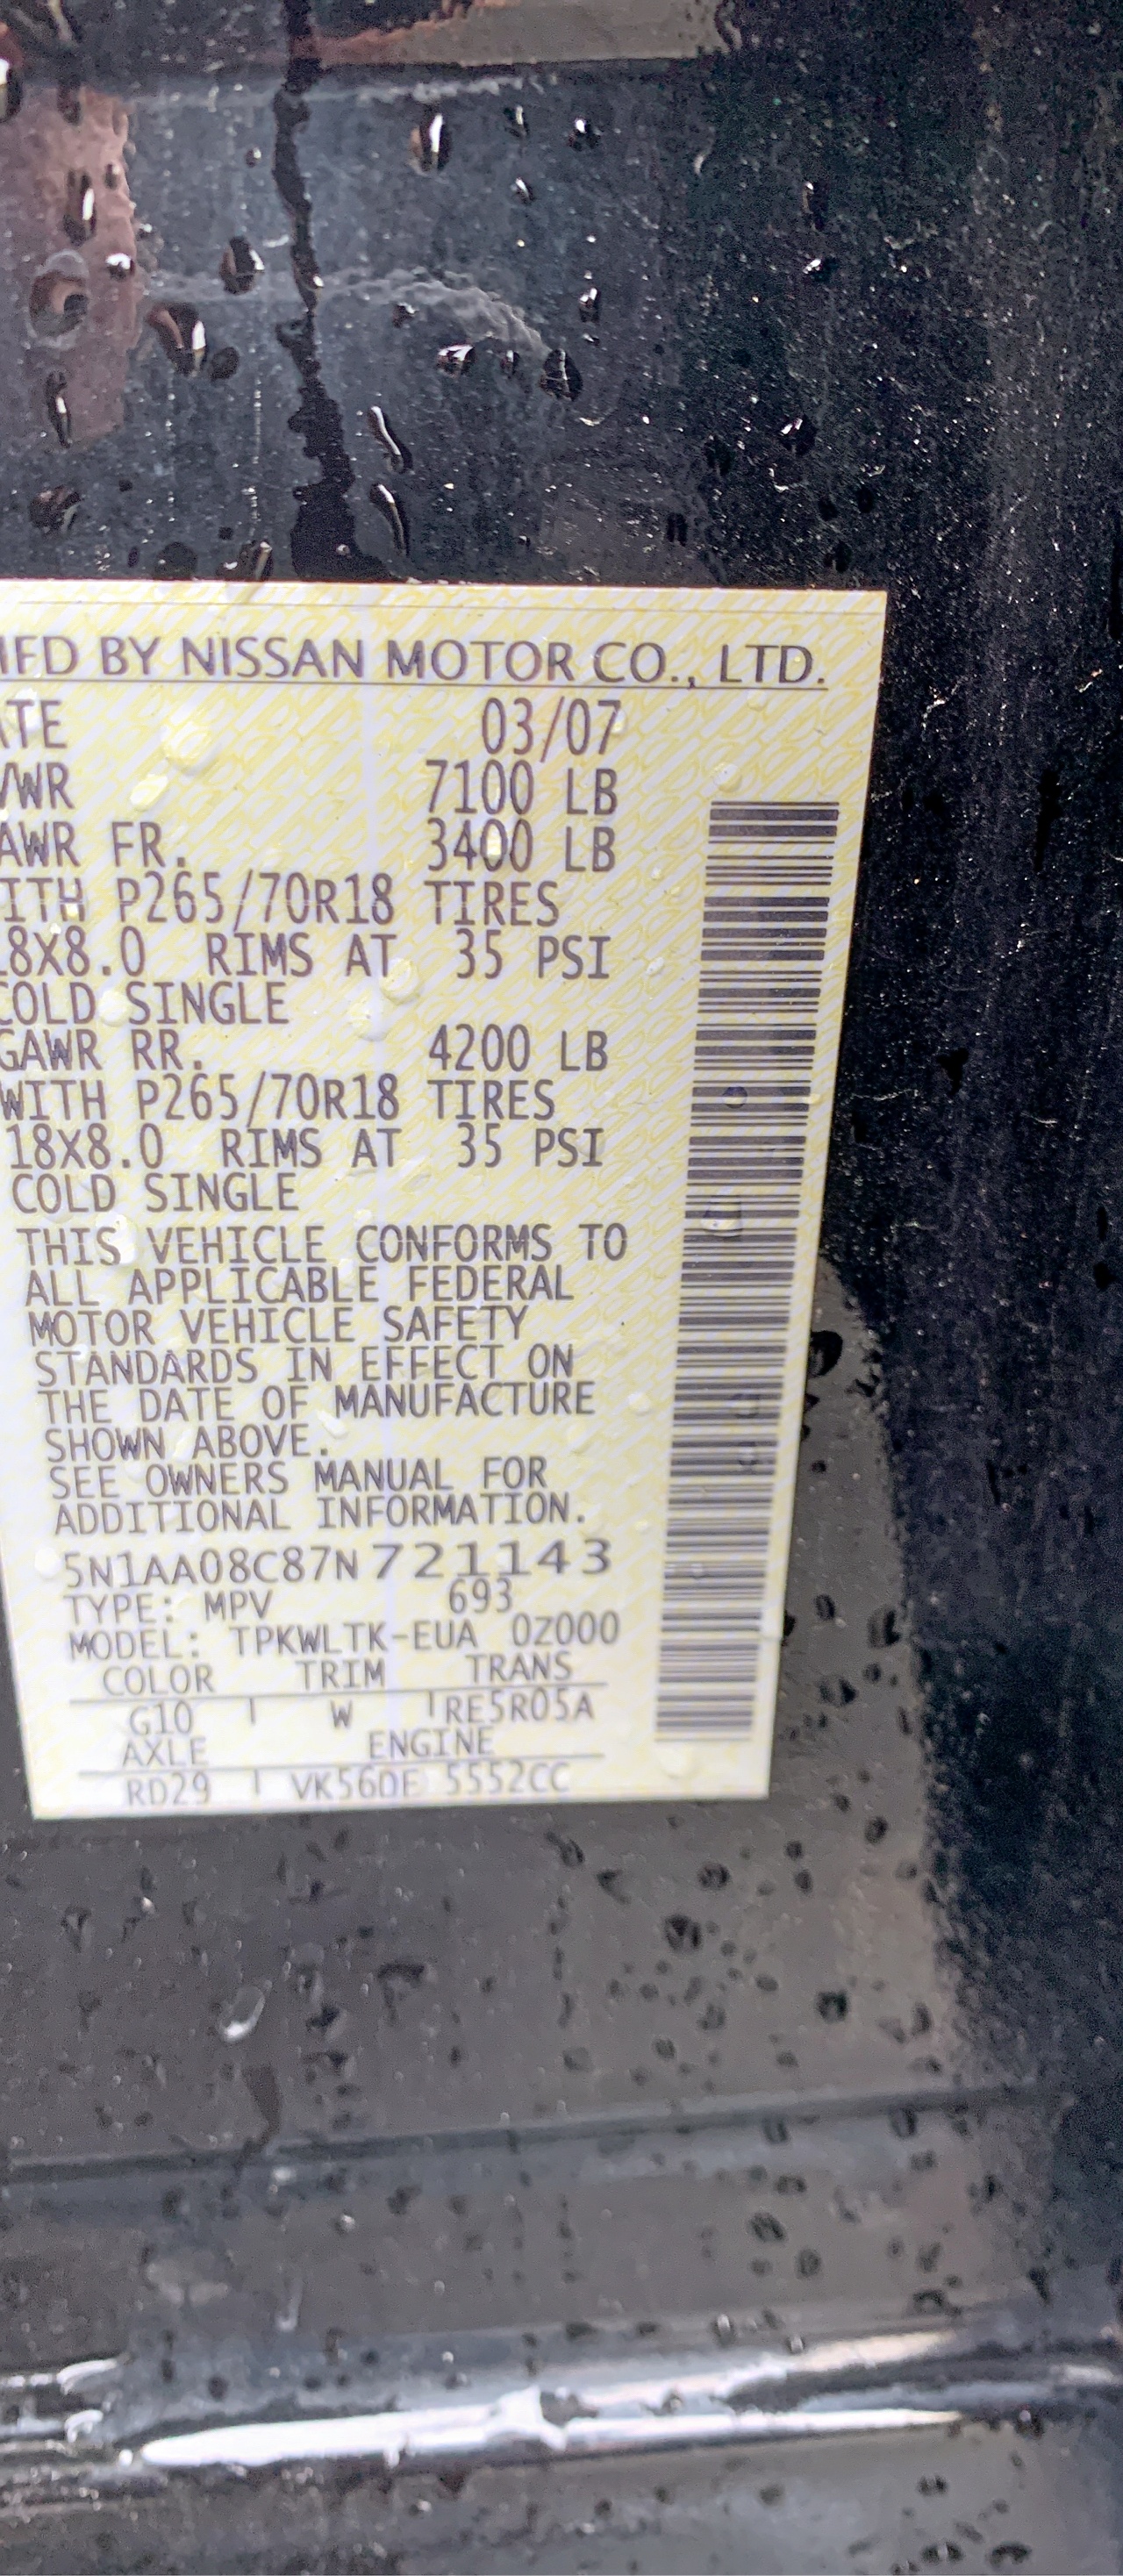 MFD BY NISSAN MOTOR CO., LTD.
ATE 03/07
VWR 7100 LB
AWR FR. 3400 LB
ITH P265/70R18 TIRES
18X8.0 RIMS AT 35 PSI
COLD SINGLE
GAWR RR. 4200 LB
WITH P265/70R18 TIRES
18X8.0 RIMS AT 35 PSI
COLD SINGLE
THIS VEHICLE CONFORMS TO
ALL APPLICABLE FEDERAL
MOTOR VEHICLE SAFETY
STANDARDS IN EFFECT ON
THE DATE OF MANUFACTURE
SHOWN ABOVE.
SEE OWNERS MANUAL FOR
ADDITIONAL INFORMATION.
5N1AA08C87N721143
TYPE: MPV 693
MODEL: TPKWLTK-EUA 0Z000
COLOR TRIM TRANS
G10 W RE5R05A
AXLE ENGINE
RD29 VK56DE 5552CC